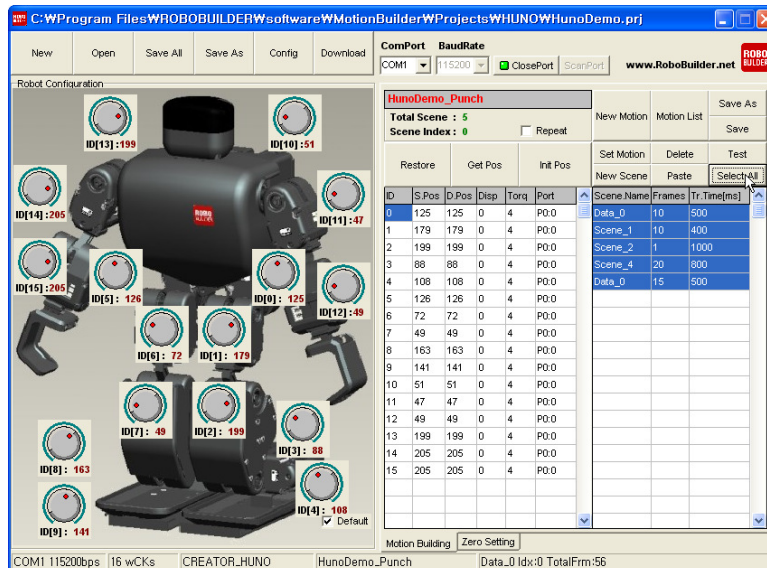 C:₩Program Files₩ROBOBUILDER₩software₩MotionBuilder₩Projects₩HUNO₩HunoDemo.prj
New Open Save All Save As Config Download
ComPort BaudRate
COM1 115200 ClosePort ScanPort www.RoboBuilder.net ROBO BUILDER
Robot Configuration
ID[13]:199
ID[10]:51
ID[14]:205
ID[11]:47
ID[15]:205
ID[5]: 126
ID[0]: 125
ID[12]:49
ID[6]: 72
ID[1]: 179
ID[7]: 49
ID[2]: 199
ID[3]: 88
ID[8]: 163
ID[4]: 108
ID[9]: 141
Default
ROBO BUILDER
HunoDemo_Punch
Total Scene : 5
Scene Index: 0 Repeat
New Motion Motion List Save As
Save
Restore Get Pos Init Pos
Set Motion Delete Test
New Scene Paste Select All
ID S.Pos D.Pos Disp Torq Port
0 125 125 0 4 P0:0
1 179 179 0 4 P0:0
2 199 199 0 4 P0:0
3 88 88 0 4 P0:0
4 108 108 0 4 P0:0
5 126 126 0 4 P0:0
6 72 72 0 4 P0:0
7 49 49 0 4 P0:0
8 163 163 0 4 P0:0
9 141 141 0 4 P0:0
10 51 51 0 4 P0:0
11 47 47 0 4 P0:0
12 49 49 0 4 P0:0
13 199 199 0 4 P0:0
14 205 205 0 4 P0:0
15 205 205 0 4 P0:0
Scene.Name Frames Tr.Time[ms]
Data_0 10 500
Scene_1 10 400
Scene_2 1 1000
Scene_4 20 800
Data_0 15 500
Motion Building Zero Setting
COM1 115200bps 16 wCKs CREATOR_HUNO HunoDemo_Punch Data_0 Idx:0 TotalFrm:56